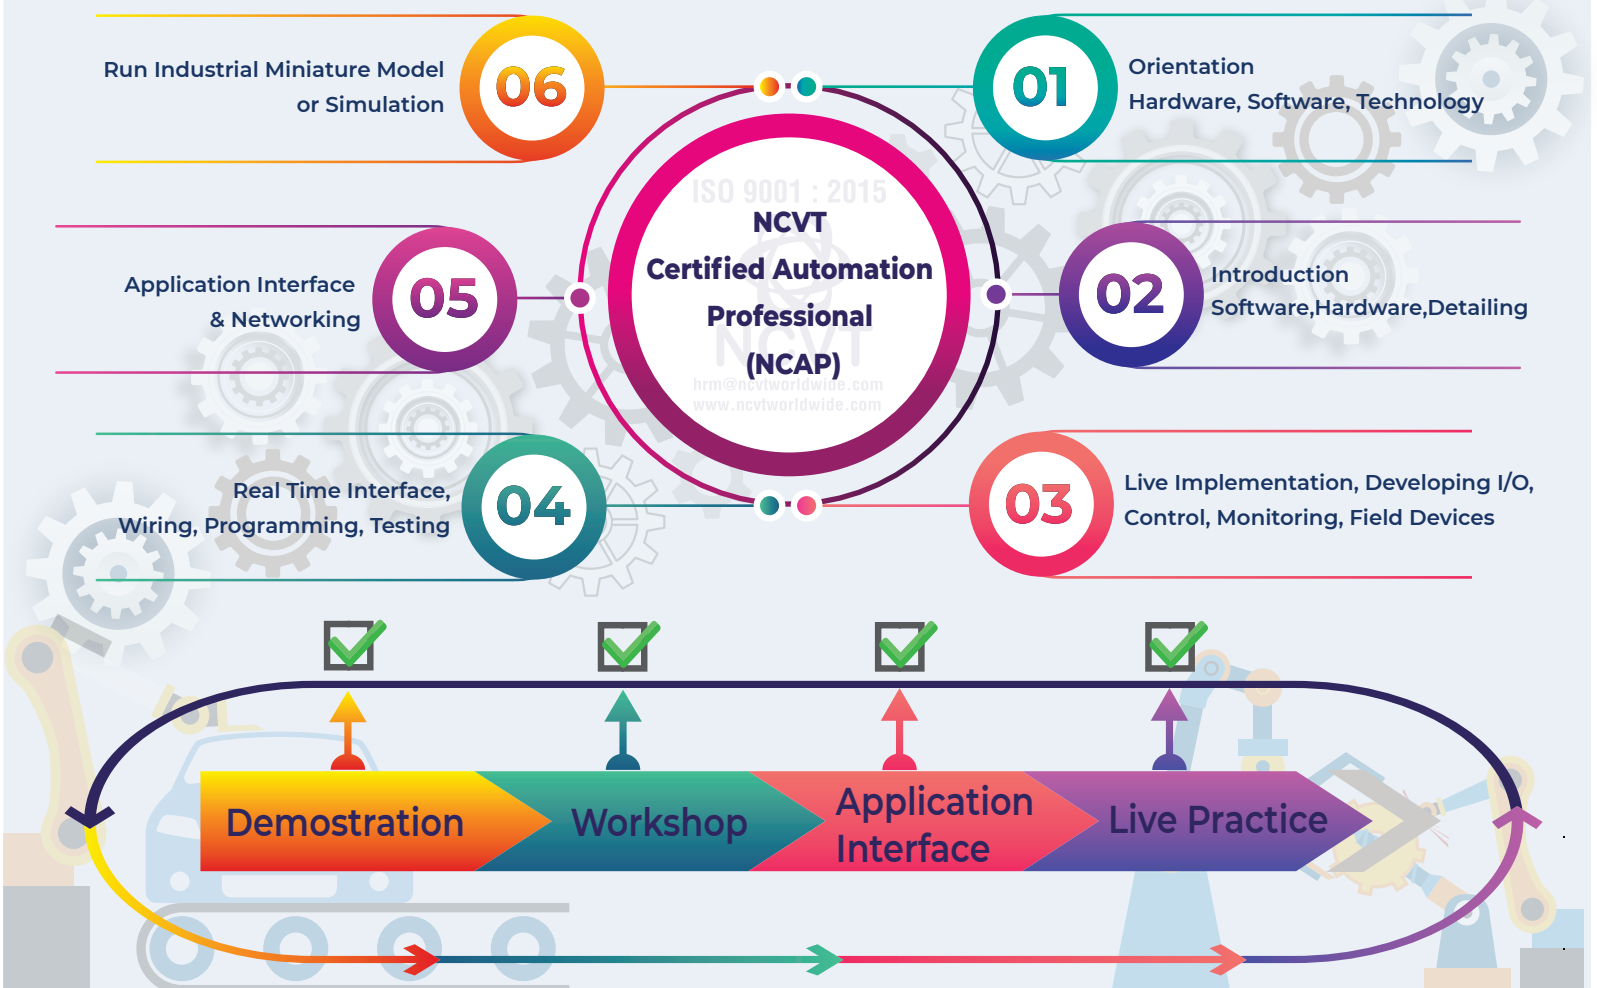 06
Run Industrial Miniature Model
or Simulation
01
Orientation
Hardware, Software, Technology
ISO 9001 : 2015
NCVT
Certified Automation
Professional
(NCAP)
NCVT
hrm@ncvtworldwide.com
www.ncvtworldwide.com
05
Application Interface
& Networking
02
Introduction
Software,Hardware,Detailing
04
Real Time Interface,
Wiring, Programming, Testing
03
Live Implementation, Developing I/O,
Control, Monitoring, Field Devices
Demostration
Workshop
Application
Interface
Live Practice